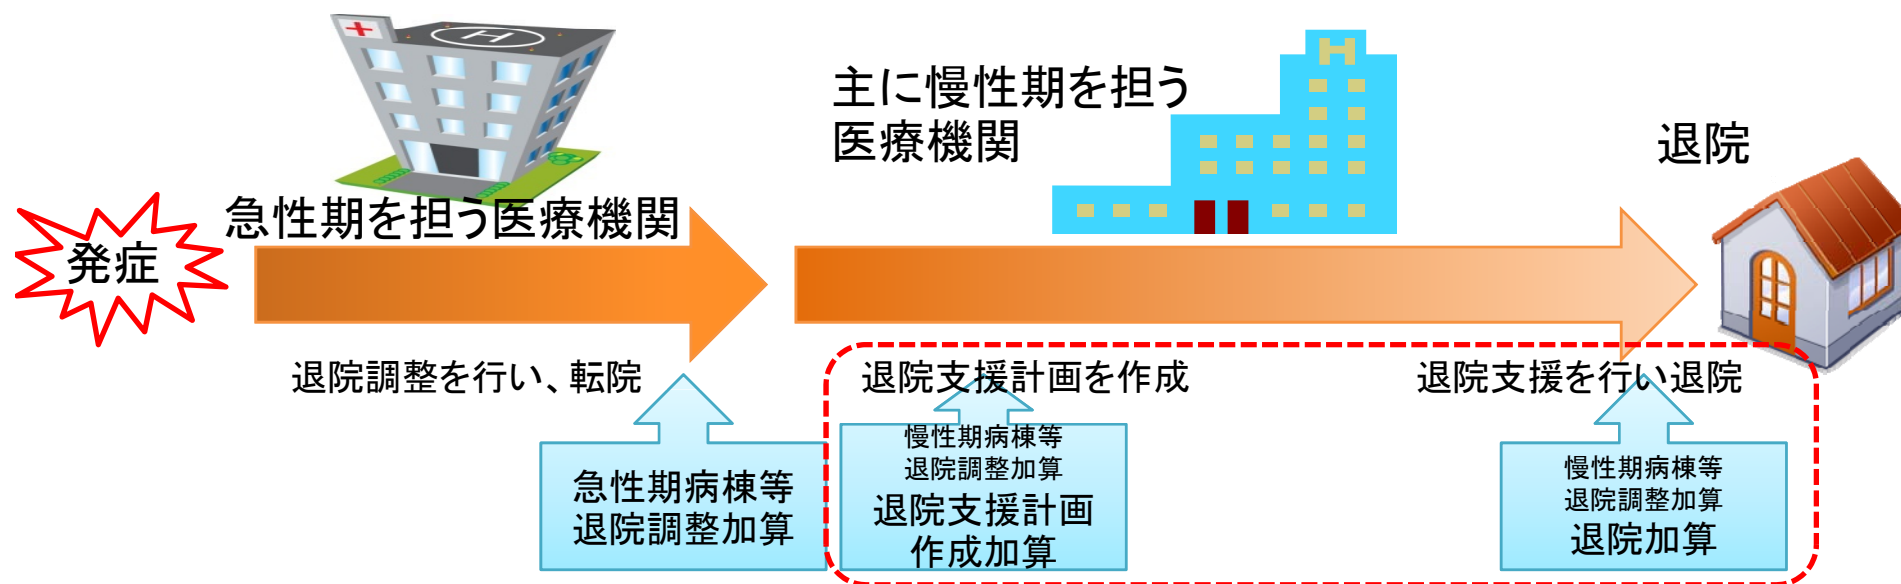 主に慢性期を担う
医療機関
退院
急性期を担う医療機関
発症
退院調整を行い、転院
退院支援計画を作成
退院支援を行い退院
急性期病棟等
退院調整加算
慢性期病棟等
退院調整加算
退院支援計画
作成加算
慢性期病棟等
退院調整加算
退院加算
H
H